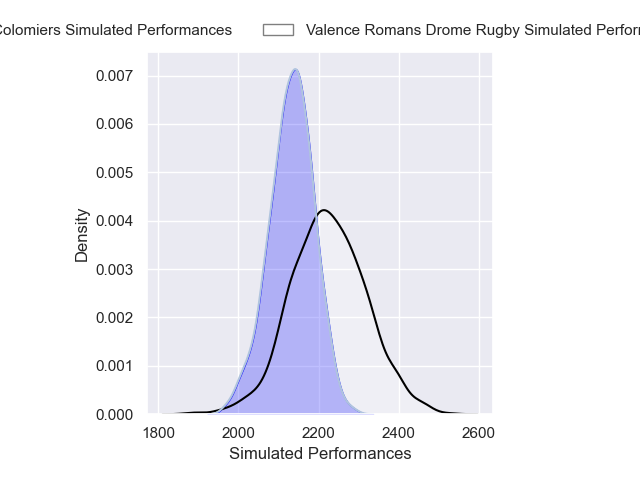 Colomiers Simulated Performances
Valence Romans Drome Rugby Simulated Perfor
0.007
0.006
0.005
0.004
0.003
0.002
0.001
0.000
Density
1800 2000 2200 2400 2600
Simulated Performances